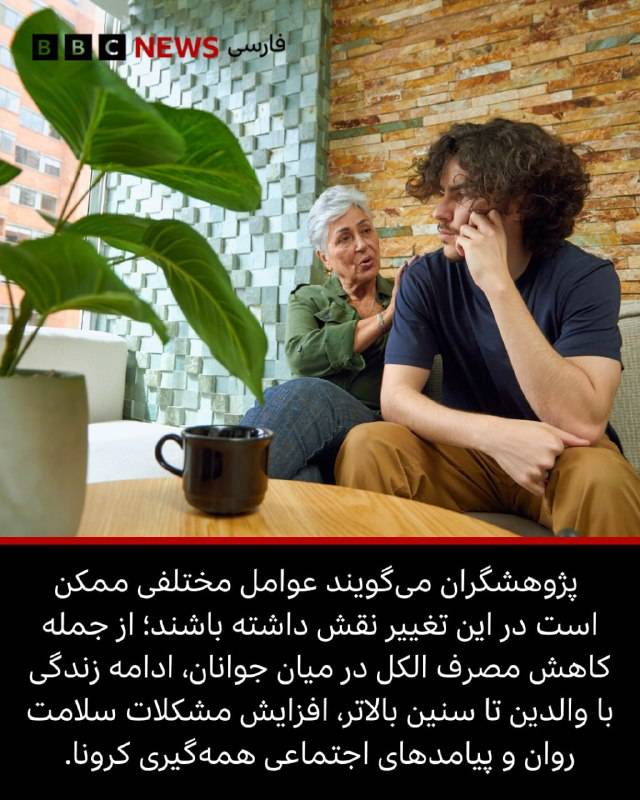 BBC NEWS فارسی
پژوهشگران می‌گویند عوامل مختلفی ممکن
است در این تغییر نقش داشته باشند؛ از جمله
کاهش مصرف الکل در میان جوانان، ادامه زندگی
با والدین تا سنین بالاتر، افزایش مشکلات سلامت
روان و پیامدهای اجتماعی همه‌گیری کرونا.